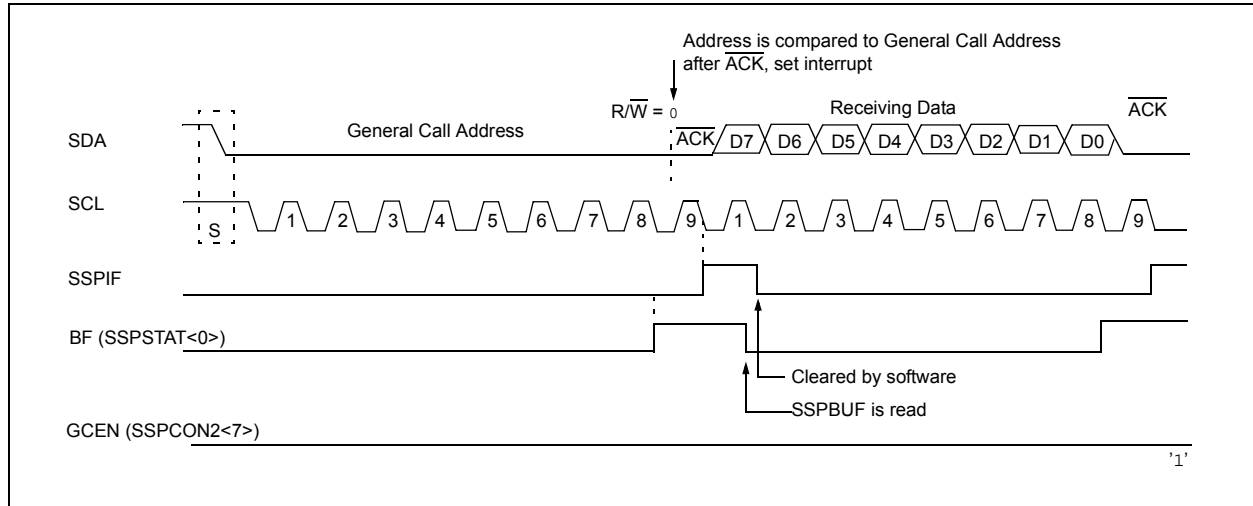 Address is compared to General Call Address
after ACK, set interrupt
R/W = 0
Receiving Data
ACK
General Call Address
SDA
ACK
D7 D6 D5 D4 D3 D2 D1 D0
SCL
S
1 2 3 4 5 6 7 8 9 1 2 3 4 5 6 7 8 9
SSPIF
BF (SSPSTAT<0>)
Cleared by software
SSPBUF is read
GCEN (SSPCON2<7>)
'1'